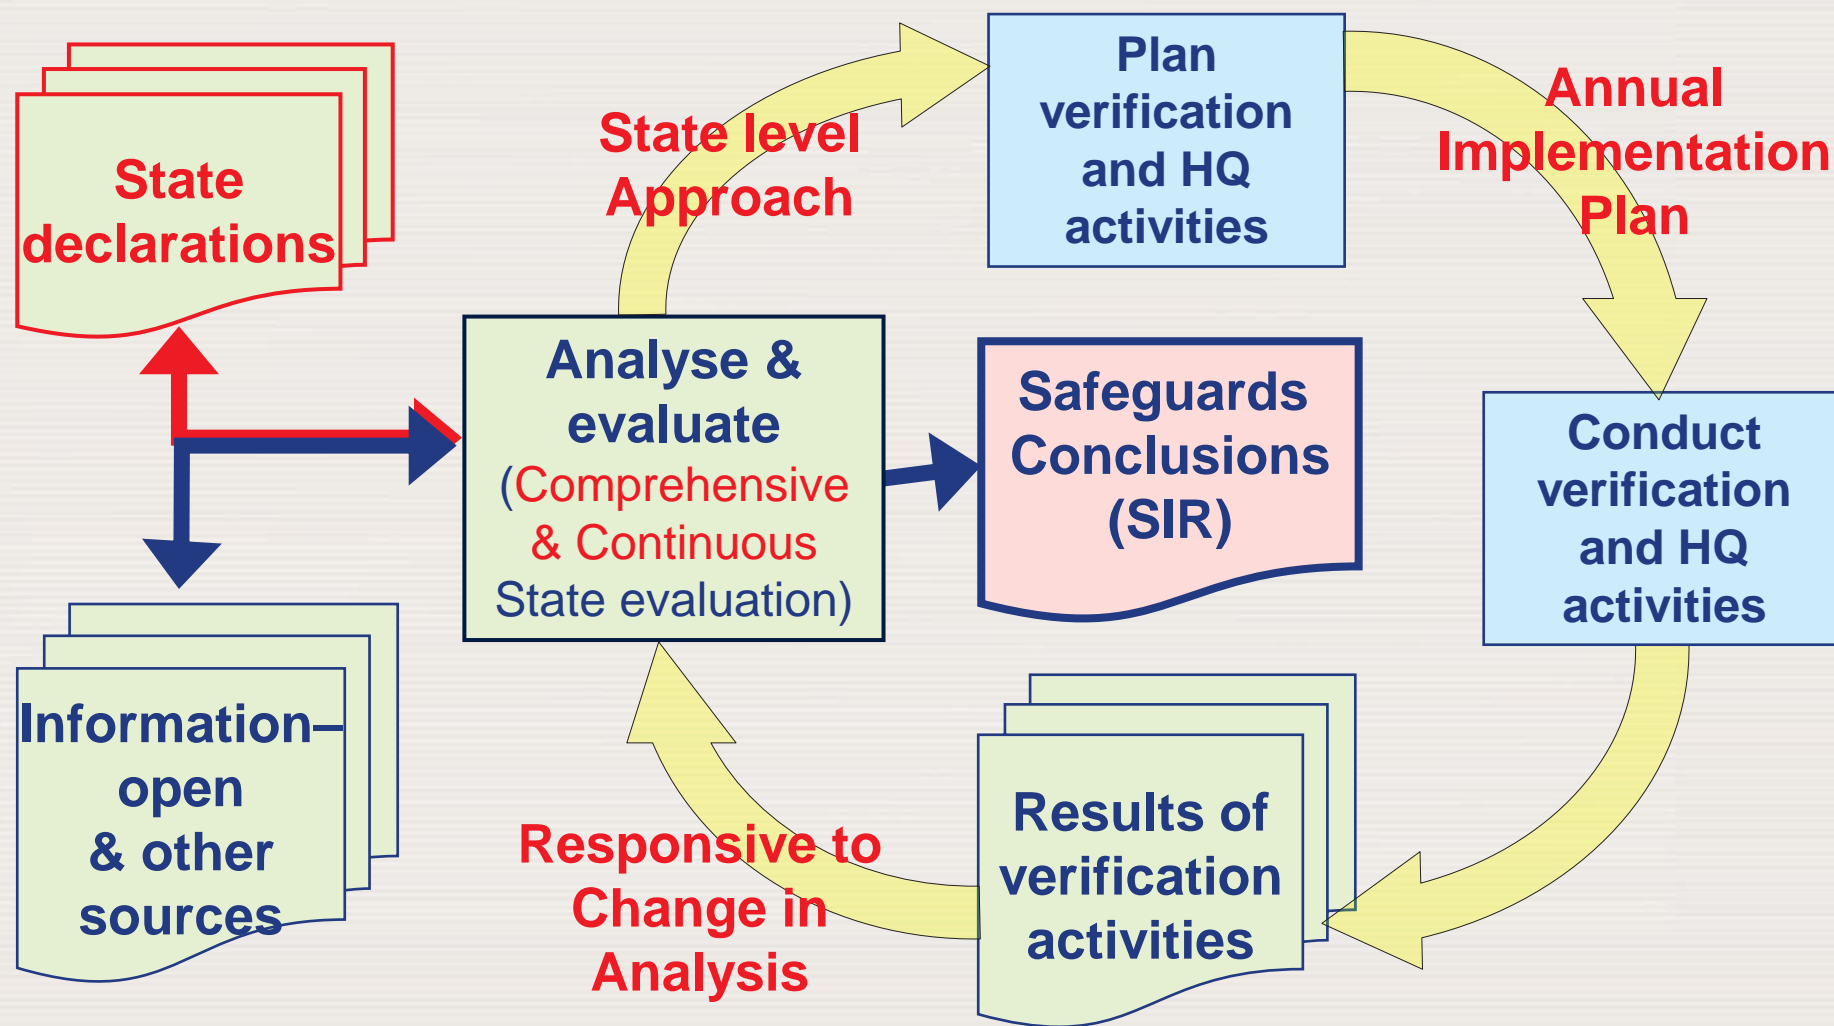 State
declarations
State level
Approach
Plan
verification
and HQ
activities
Annual
Implementation
Plan
Analyse &
evaluate
(Comprehensive
& Continuous
State evaluation)
Safeguards
Conclusions
(SIR)
Conduct
verification
and HQ
activities
Information–
open
& other
sources
Responsive to
Change in
Analysis
Results of
verification
activities